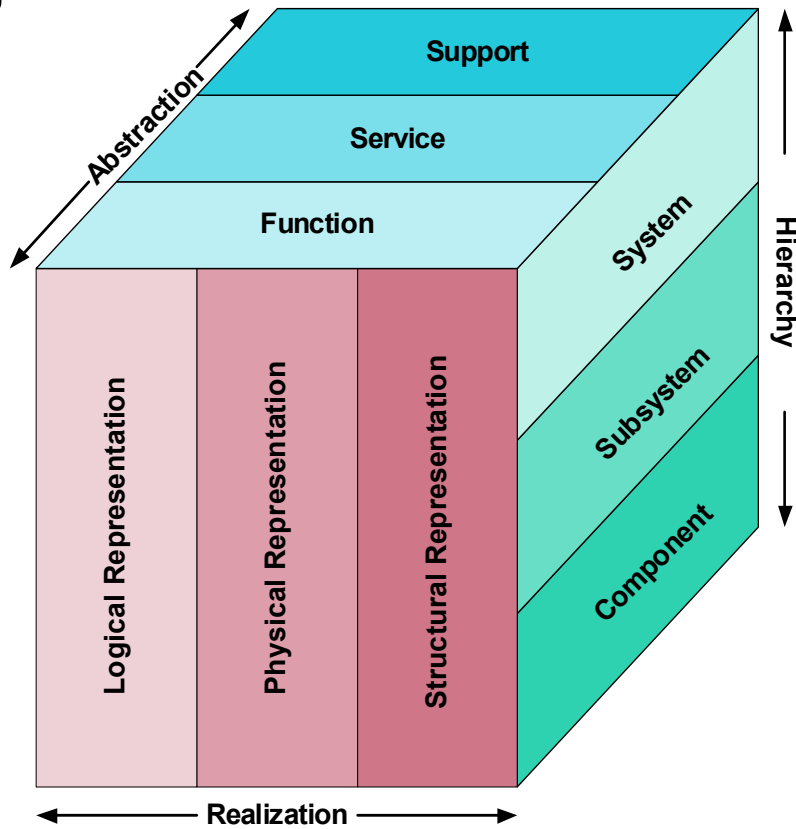 Support
Abstraction
Service
Function
System
Hierarchy
Subsystem
Component
Logical Representation
Physical Representation
Structural Representation
Realization